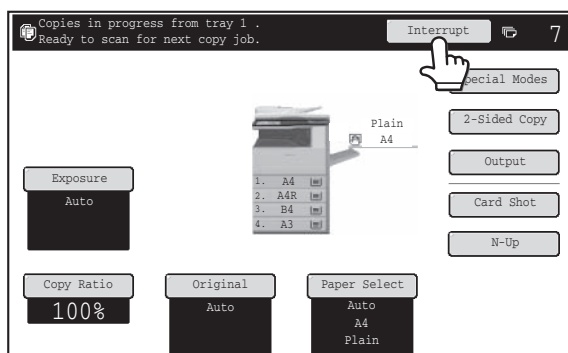 Copies in progress from tray 1 .
Ready to scan for next copy job.
Interrupt
7
pecial Modes
Plain
A4
2-Sided Copy
Output
Exposure
Auto
1. A4
2. A4R
3. B4
4. A3
Card Shot
N-Up
Copy Ratio
100%
Original
Auto
Paper Select
Auto
A4
Plain